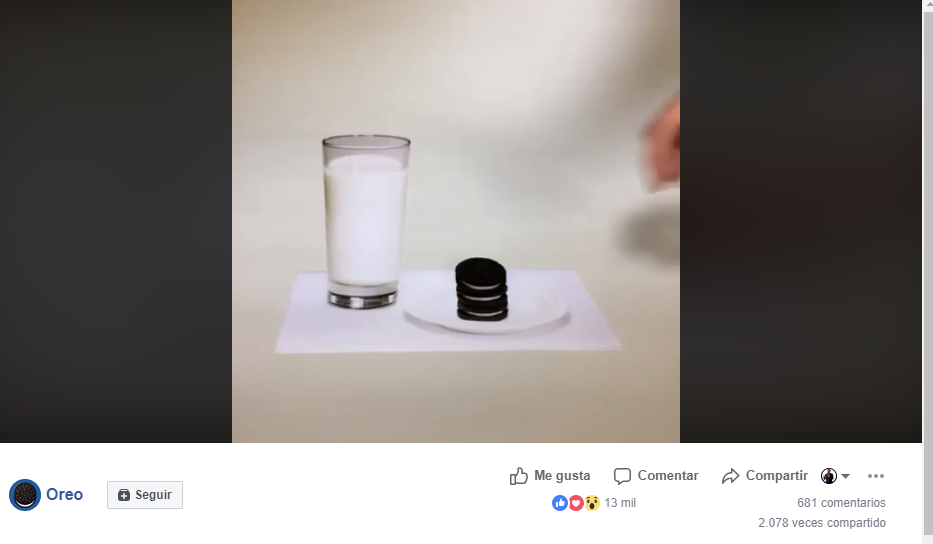 Me gusta Comentar Compartir
Oreo Seguir
13 mil 681 comentarios
2.078 veces compartido